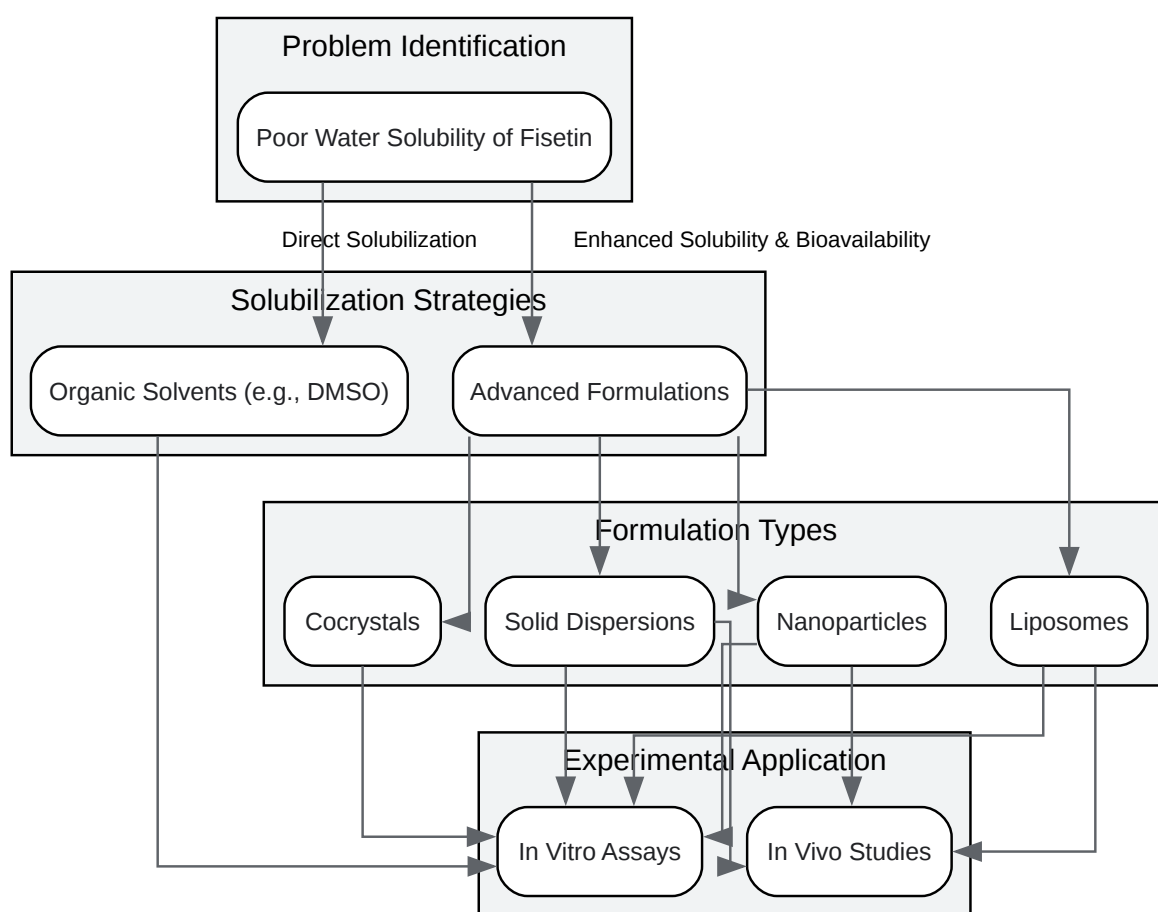 Problem Identification
Poor Water Solubility of Fisetin
Direct Solubilization
Enhanced Solubility & Bioavailability
Solubilization Strategies
Organic Solvents (e.g., DMSO)
Advanced Formulations
Formulation Types
Cocrystals
Solid Dispersions
Nanoparticles
Liposomes
Experimental Application
In Vitro Assays
In Vivo Studies